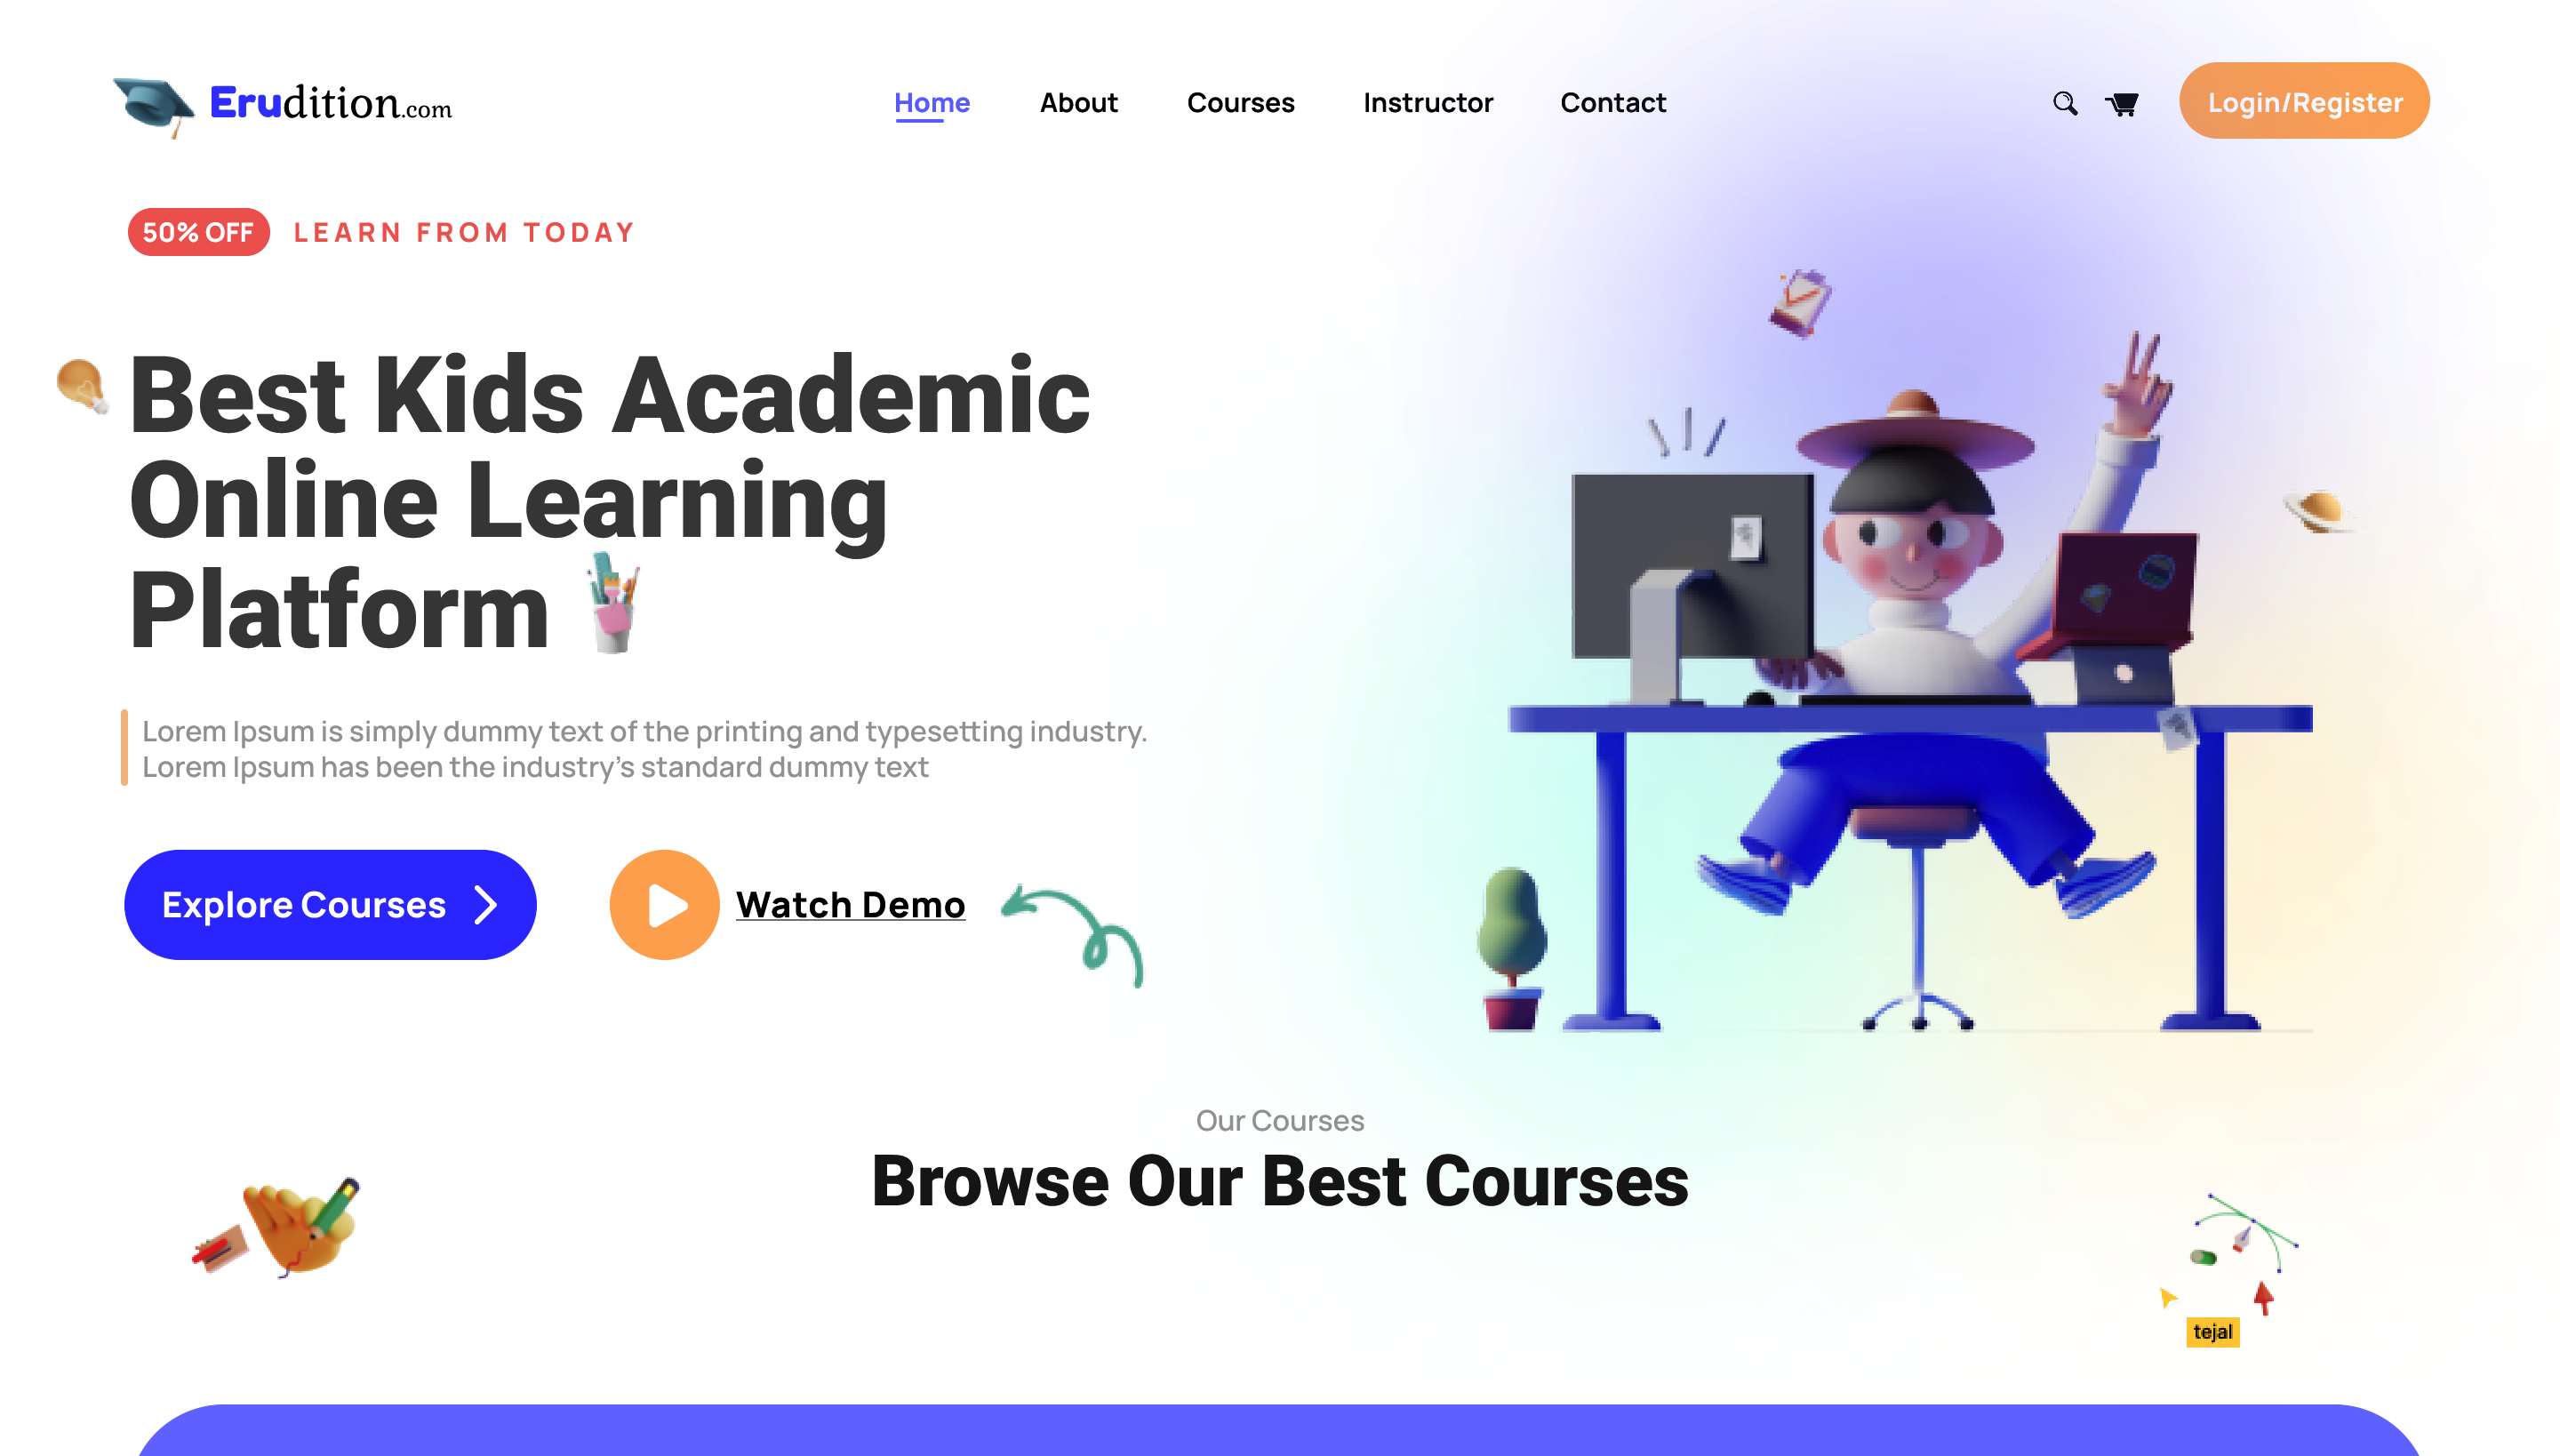 Erudition.com
Home About Courses Instructor Contact
Login/Register
50% OFF LEARN FROM TODAY
Best Kids Academic
Online Learning
Platform
Lorem Ipsum is simply dummy text of the printing and typesetting industry.
Lorem Ipsum has been the industry’s standard dummy text
Explore Courses
Watch Demo
Our Courses
Browse Our Best Courses
tejal